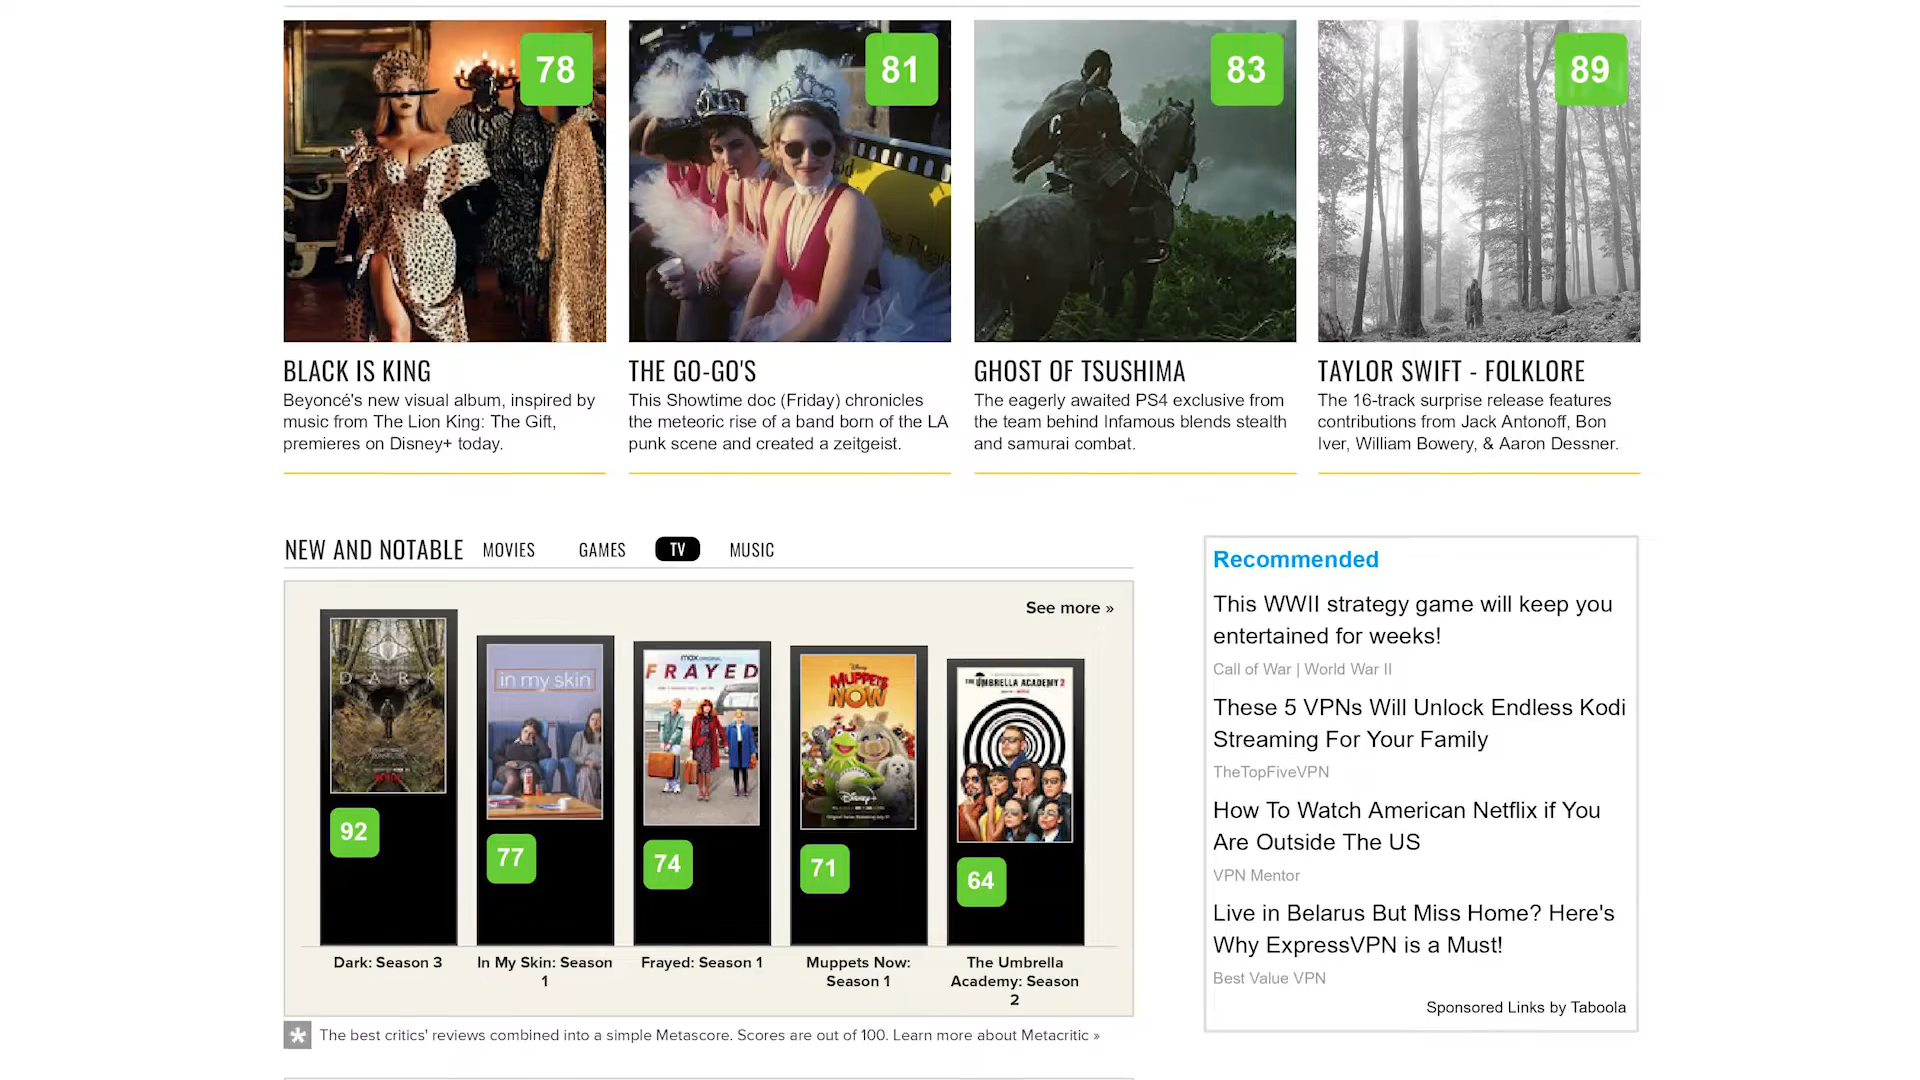 78
81
83
89
BLACK IS KING
Beyoncé's new visual album, inspired by
music from The Lion King: The Gift,
premieres on Disney+ today.
THE GO-GO'S
This Showtime doc (Friday) chronicles
the meteoric rise of a band born of the LA
punk scene and created a zeitgeist.
GHOST OF TSUSHIMA
The eagerly awaited PS4 exclusive from
the team behind Infamous blends stealth
and samurai combat.
TAYLOR SWIFT - FOLKLORE
The 16-track surprise release features
contributions from Jack Antonoff, Bon
Iver, William Bowery, & Aaron Dessner.
NEW AND NOTABLE MOVIES GAMES TV MUSIC
See more »
DARK
92
in my skin
77
max ORIGINAL
FRAYED
74
Disney
MUPPETS
NOW
Disney+
71
THE UMBRELLA ACADEMY 2
64
Dark: Season 3
In My Skin: Season
1
Frayed: Season 1
Muppets Now:
Season 1
The Umbrella
Academy: Season
2
* The best critics' reviews combined into a simple Metascore. Scores are out of 100. Learn more about Metacritic »
Recommended
This WWII strategy game will keep you
entertained for weeks!
Call of War | World War II
These 5 VPNs Will Unlock Endless Kodi
Streaming For Your Family
TheTopFiveVPN
How To Watch American Netflix if You
Are Outside The US
VPN Mentor
Live in Belarus But Miss Home? Here's
Why ExpressVPN is a Must!
Best Value VPN
Sponsored Links by Taboola